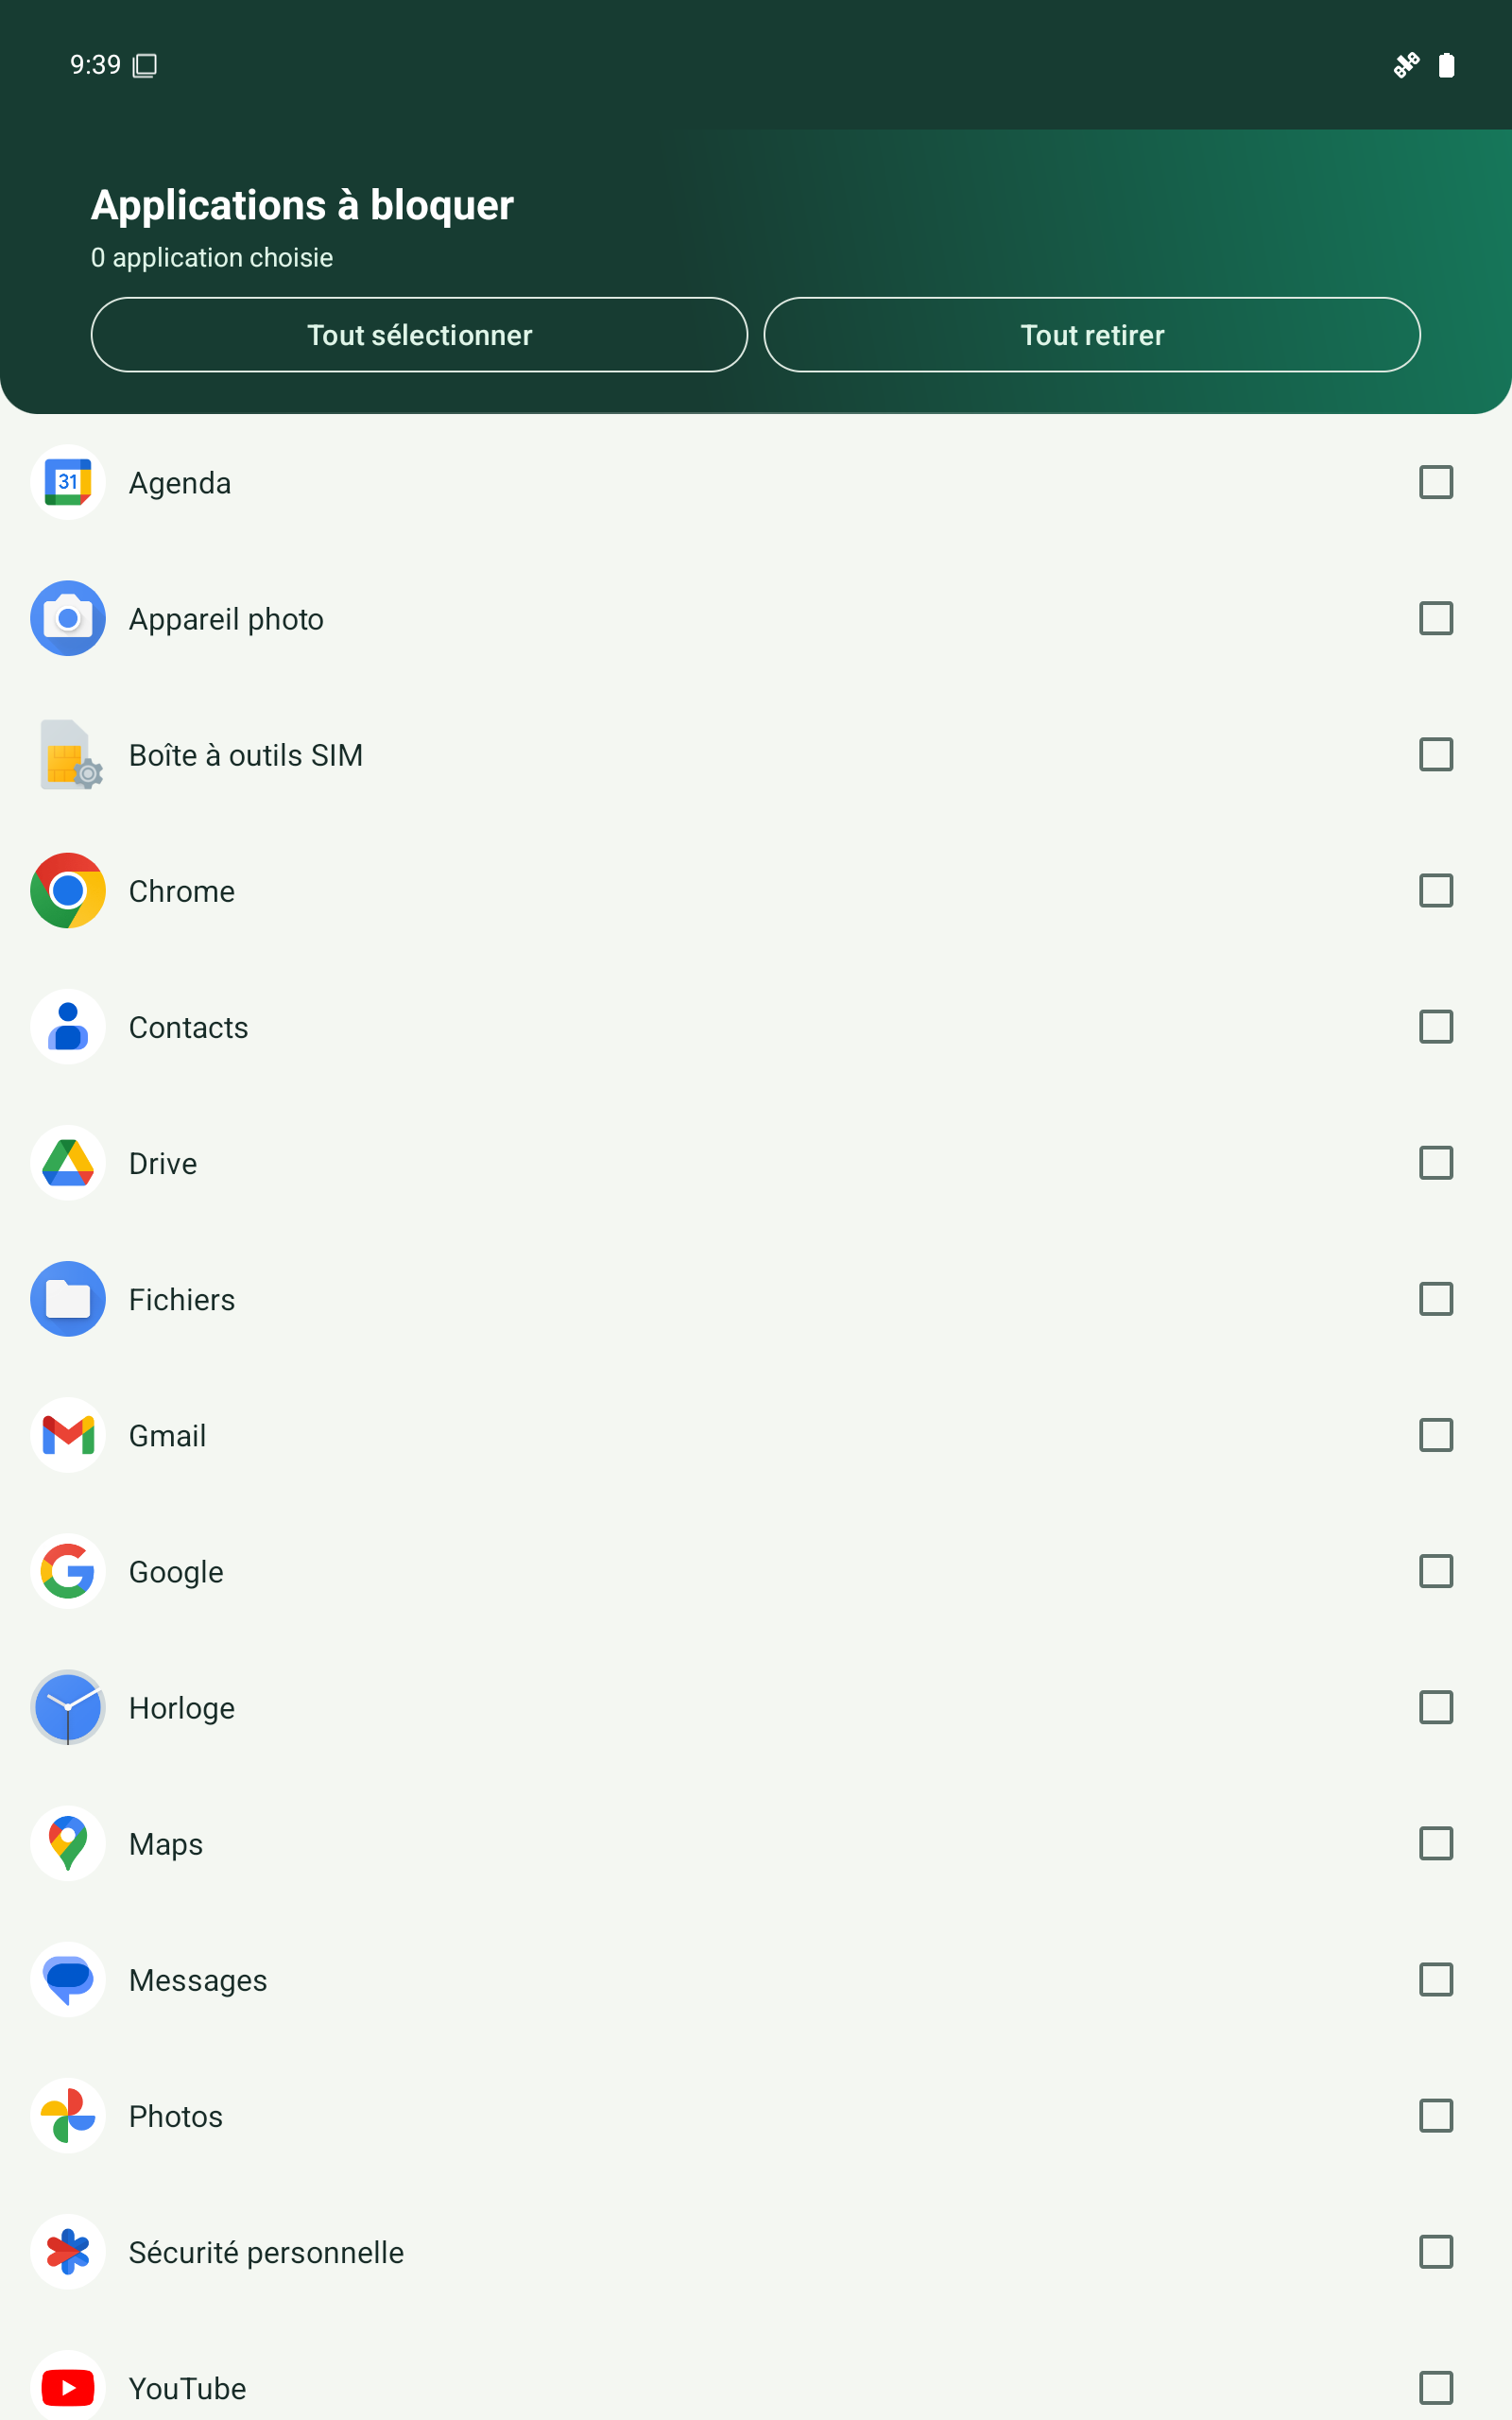 9:39
Applications à bloquer
0 application choisie
Tout sélectionner
Tout retirer
31
Agenda
Appareil photo
Boîte à outils SIM
Chrome
Contacts
Drive
Fichiers
Gmail
Google
Horloge
Maps
Messages
Photos
Sécurité personnelle
YouTube